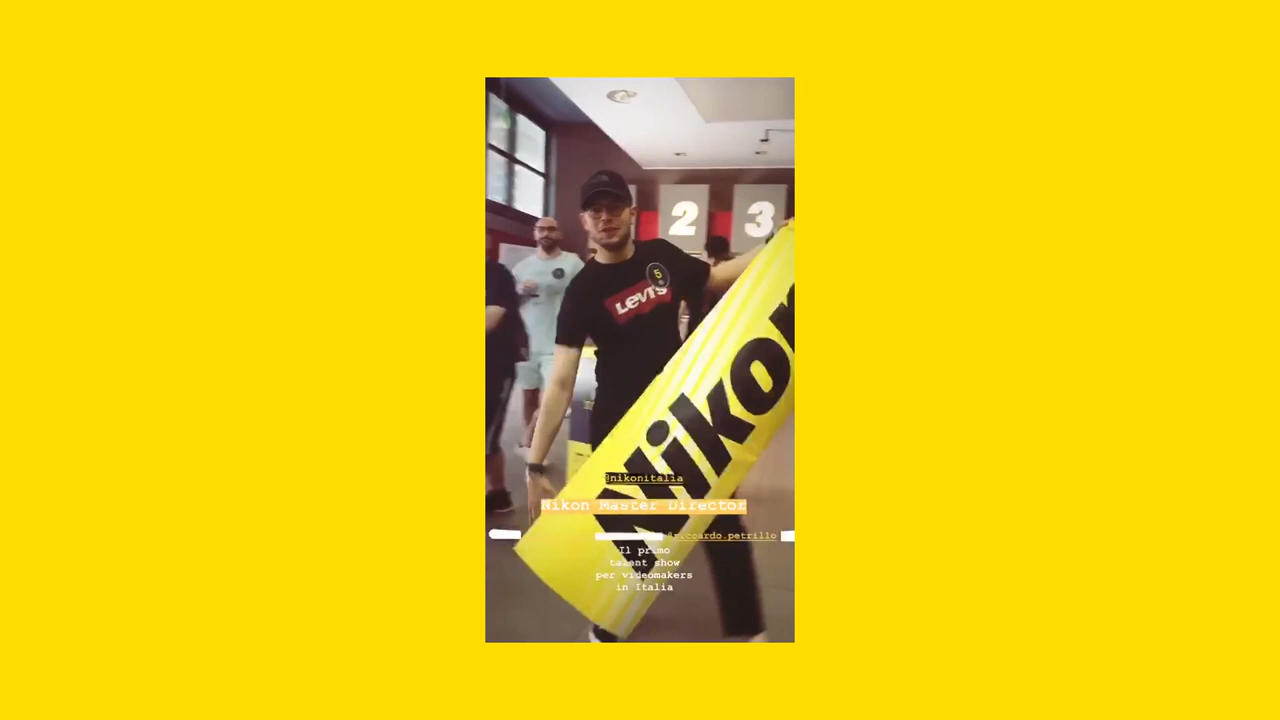 2 3
5
Levi's
Nikon
@nikonitalia
Nikon Master Director
@riccardo.petrillo
Il primo
talent show
per videomakers
in Italia